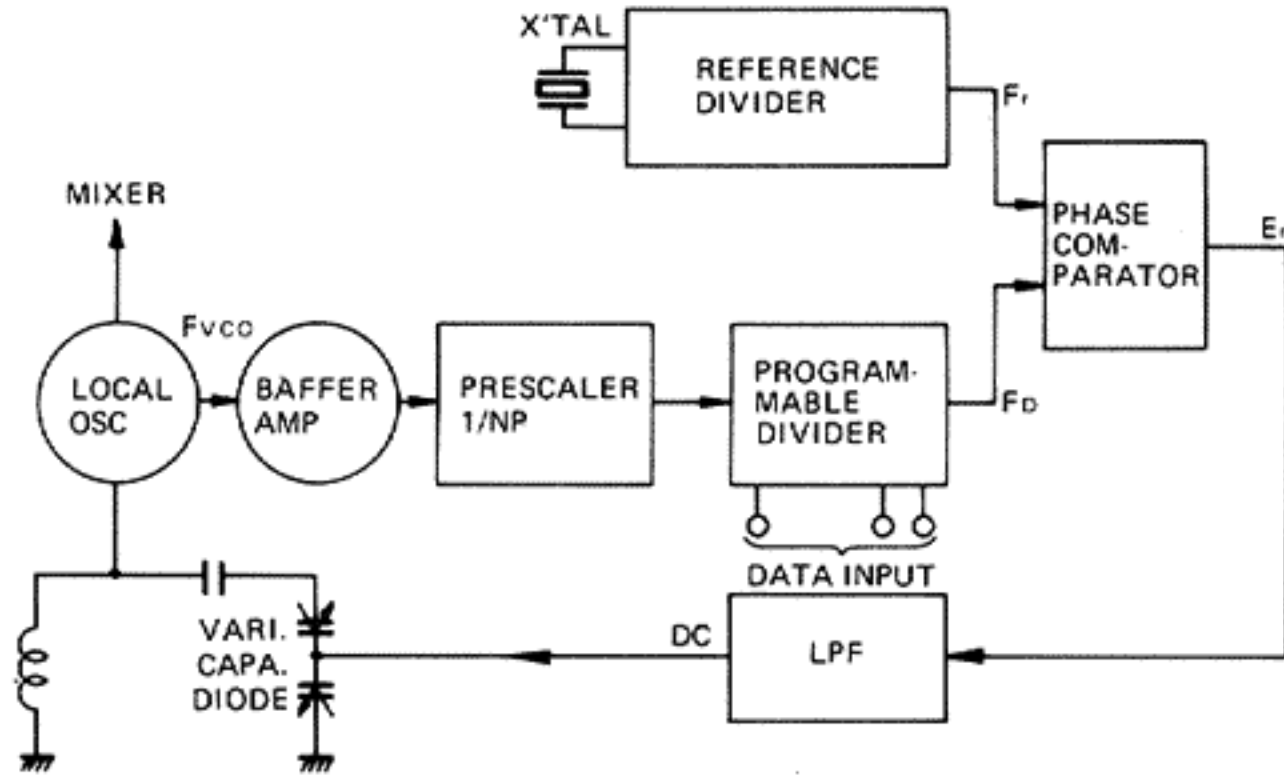 X'TAL
REFERENCE
DIVIDER
Fr
MIXER
PHASE
COM-
PARATOR
Er
FVCO
LOCAL
OSC
BAFFER
AMP
PRESCALER
1/NP
PROGRAM-
MABLE
DIVIDER
FD
DATA INPUT
VARI.
CAPA.
DIODE
DC
LPF